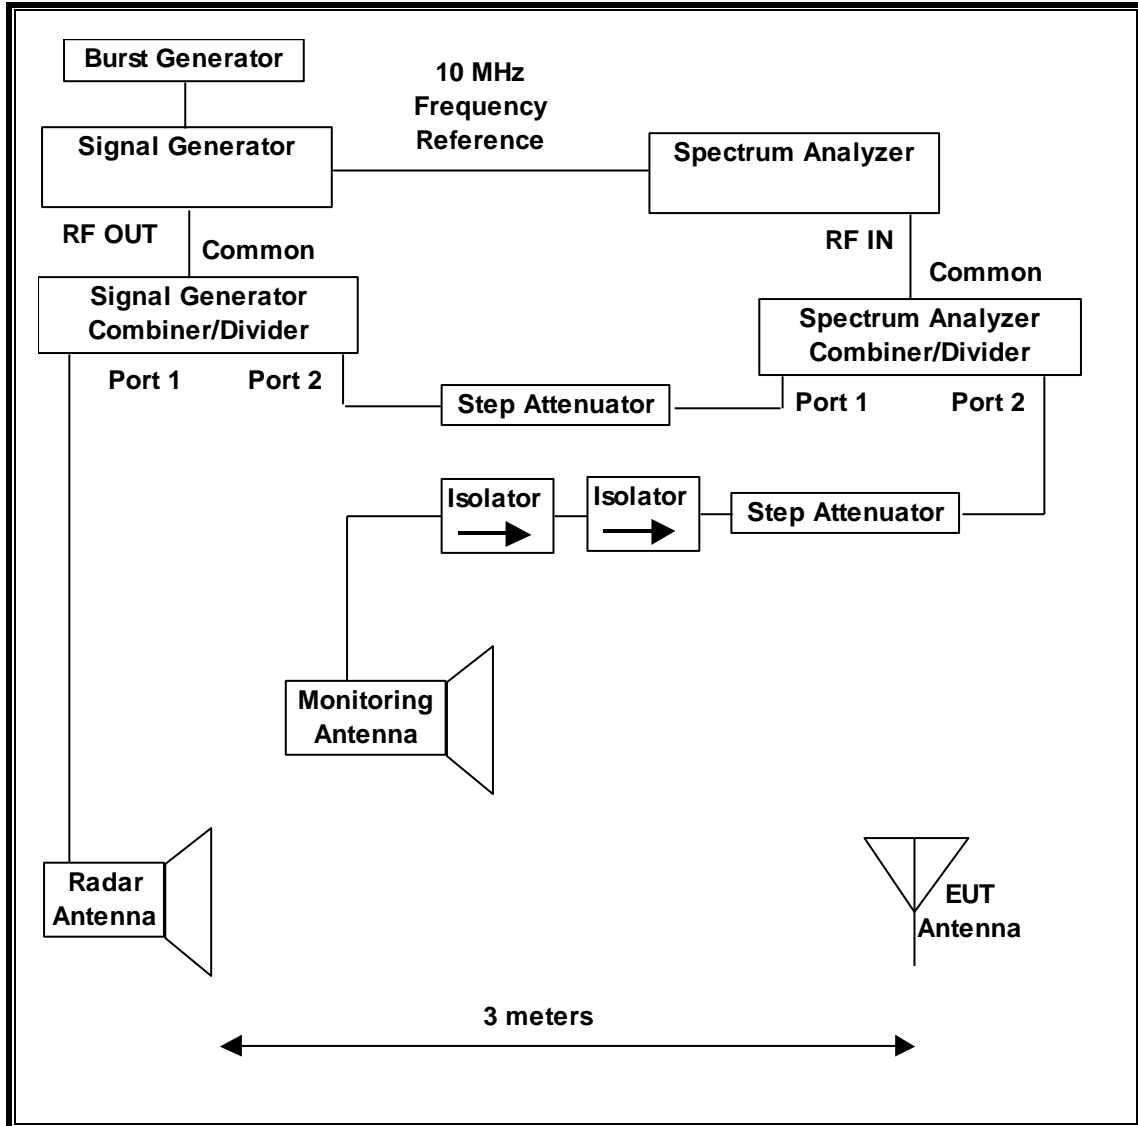 Burst Generator
10 MHz
Frequency
Reference
Signal Generator
Spectrum Analyzer
RF OUT
Common
RF IN
Common
Signal Generator
Combiner/Divider
Spectrum Analyzer
Combiner/Divider
Port 1
Port 2
Step Attenuator
Port 1
Port 2
Isolator
Isolator
Step Attenuator
Monitoring
Antenna
Radar
Antenna
EUT
Antenna
3 meters